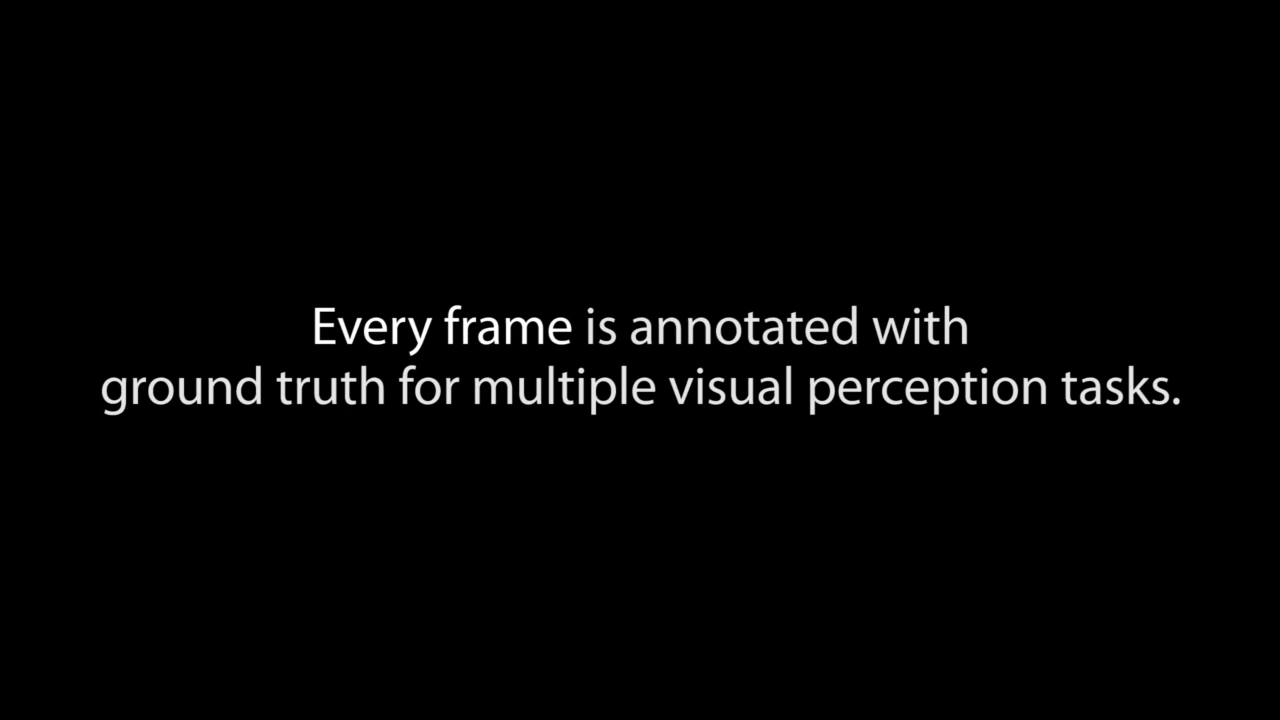 Every frame is annotated with
ground truth for multiple visual perception tasks.